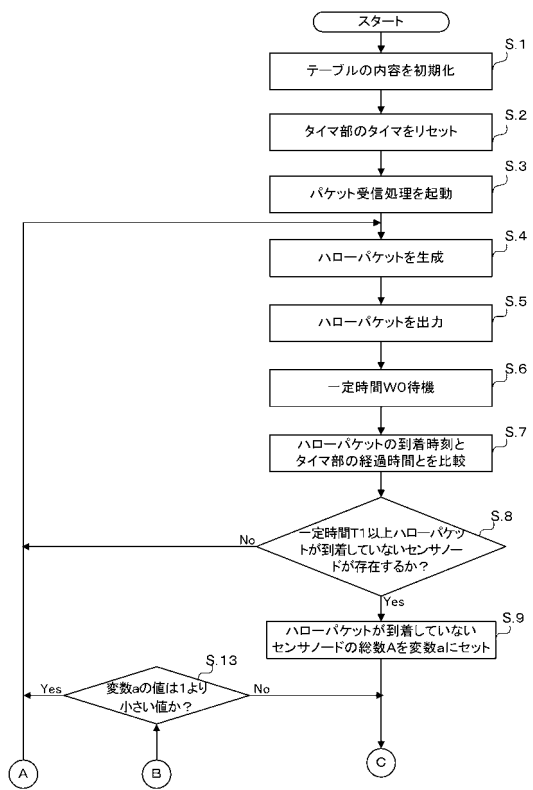 スタート
S.1
テーブルの内容を初期化
S.2
タイマ部のタイマをリセット
S.3
パケット受信処理を起動
S.4
ハローパケットを生成
S.5
ハローパケットを出力
S.6
一定時間W0待機
S.7
ハローパケットの到着時刻と
タイマ部の経過時間とを比較
S.8
一定時間T1以上ハローパケッ
トが到着していないセンサノー
ドが存在するか?
No
Yes
S.9
ハローパケットが到着していない
センサノードの総数Aを変数aにセット
S.13
変数aの値は1より
小さい値か?
Yes
No
A
B
C